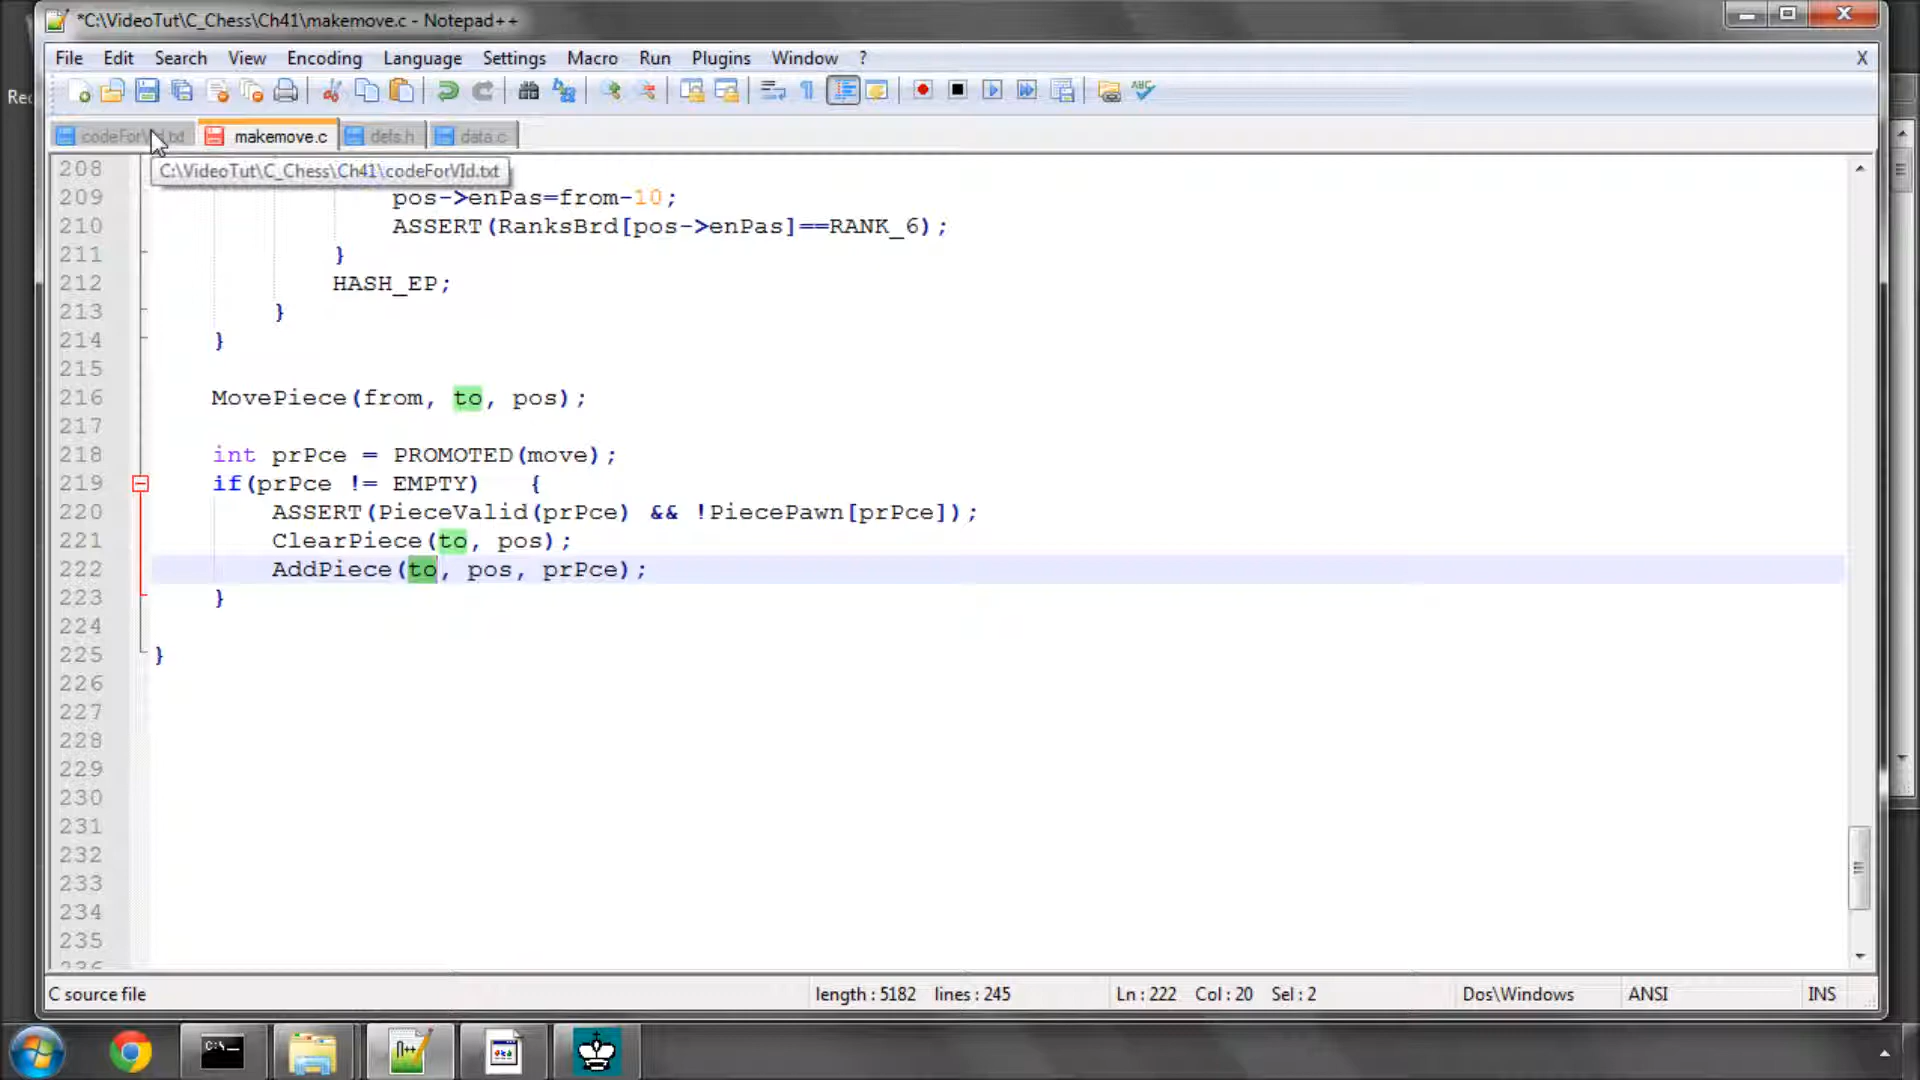 *C:\VideoTut\C_Chess\Ch41\makemove.c - Notepad++
File Edit Search View Encoding Language Settings Macro Run Plugins Window ? X
makemove.c defs.h data.c
C:\VideoTut\C_Chess\Ch41\codeForVId.txt
208
209 pos->enPas=from-10;
210 ASSERT(RanksBrd[pos->enPas]==RANK_6);
211 }
212 HASH_EP;
213 }
214 }
215
216 MovePiece(from, to, pos);
217
218 int prPce = PROMOTED(move);
219 if(prPce != EMPTY) {
220 ASSERT(PieceValid(prPce) && !PiecePawn[prPce]);
221 ClearPiece(to, pos);
222 AddPiece(to, pos, prPce);
223 }
224
225 }
226
227
228
229
230
231
232
233
234
235
C source file length : 5182 lines : 245 Ln : 222 Col : 20 Sel : 2 Dos\Windows ANSI INS